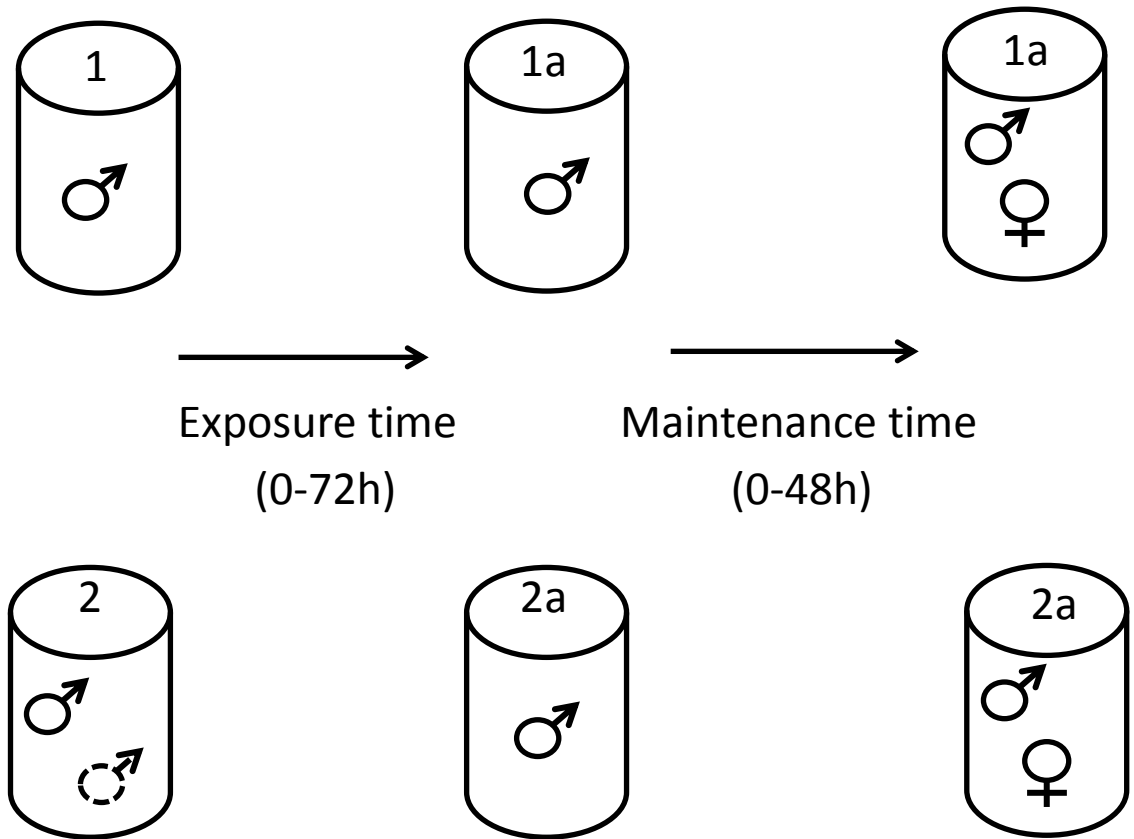 1
1a
1a
Exposure time
(0-72h)
Maintenance time
(0-48h)
2
2a
2a